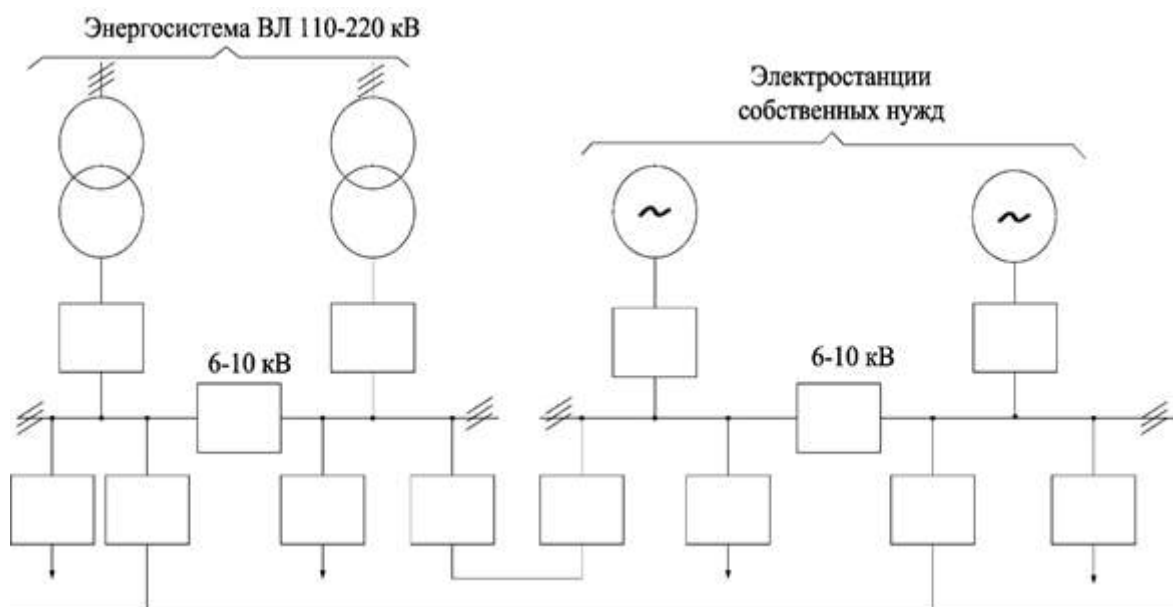 Энергосистема ВЛ 110-220 кВ
Электростанции
собственных нужд
6-10 кВ
6-10 кВ